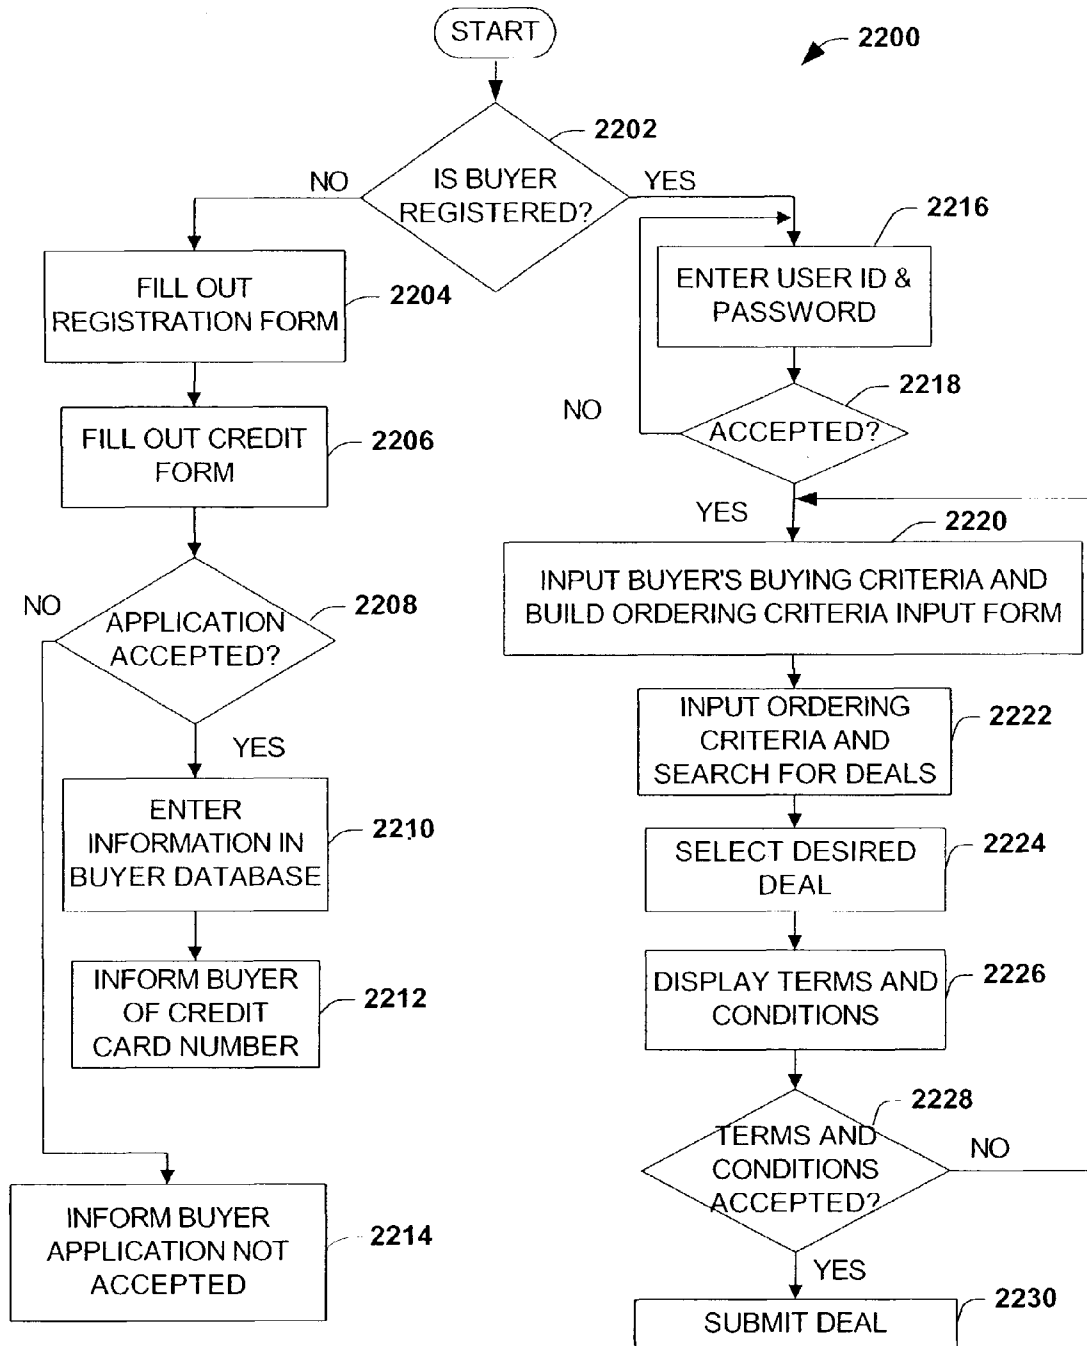 START
2200
2202
IS BUYER
REGISTERED?
NO
YES
FILL OUT
REGISTRATION FORM
2204
FILL OUT CREDIT
FORM
2206
APPLICATION
ACCEPTED?
2208
NO
YES
ENTER
INFORMATION IN
BUYER DATABASE
2210
INFORM BUYER
OF CREDIT
CARD NUMBER
2212
INFORM BUYER
APPLICATION NOT
ACCEPTED
2214
2216
ENTER USER ID &
PASSWORD
2218
ACCEPTED?
NO
YES
2220
INPUT BUYER'S BUYING CRITERIA AND
BUILD ORDERING CRITERIA INPUT FORM
INPUT ORDERING
CRITERIA AND
SEARCH FOR DEALS
2222
SELECT DESIRED
DEAL
2224
DISPLAY TERMS AND
CONDITIONS
2226
2228
TERMS AND
CONDITIONS
ACCEPTED?
NO
YES
2230
SUBMIT DEAL